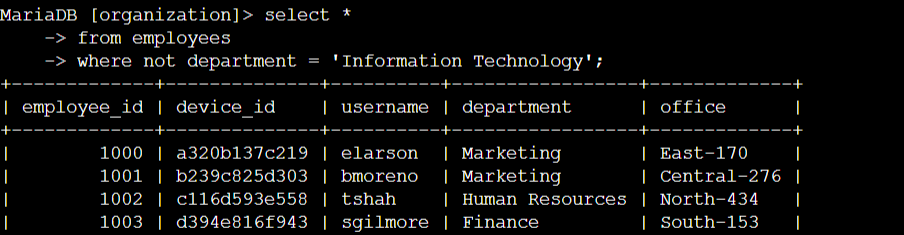 MariaDB [organization]> select *
    -> from employees
    -> where not department = 'Information Technology';
+-------------+--------------+----------+-----------------+-------------+
| employee_id | device_id    | username | department      | office      |
+-------------+--------------+----------+-----------------+-------------+
|        1000 | a320b137c219 | elarson  | Marketing       | East-170    |
|        1001 | b239c825d303 | bmoreno  | Marketing       | Central-276 |
|        1002 | c116d593e558 | tshah    | Human Resources | North-434   |
|        1003 | d394e816f943 | sgilmore | Finance         | South-153   |